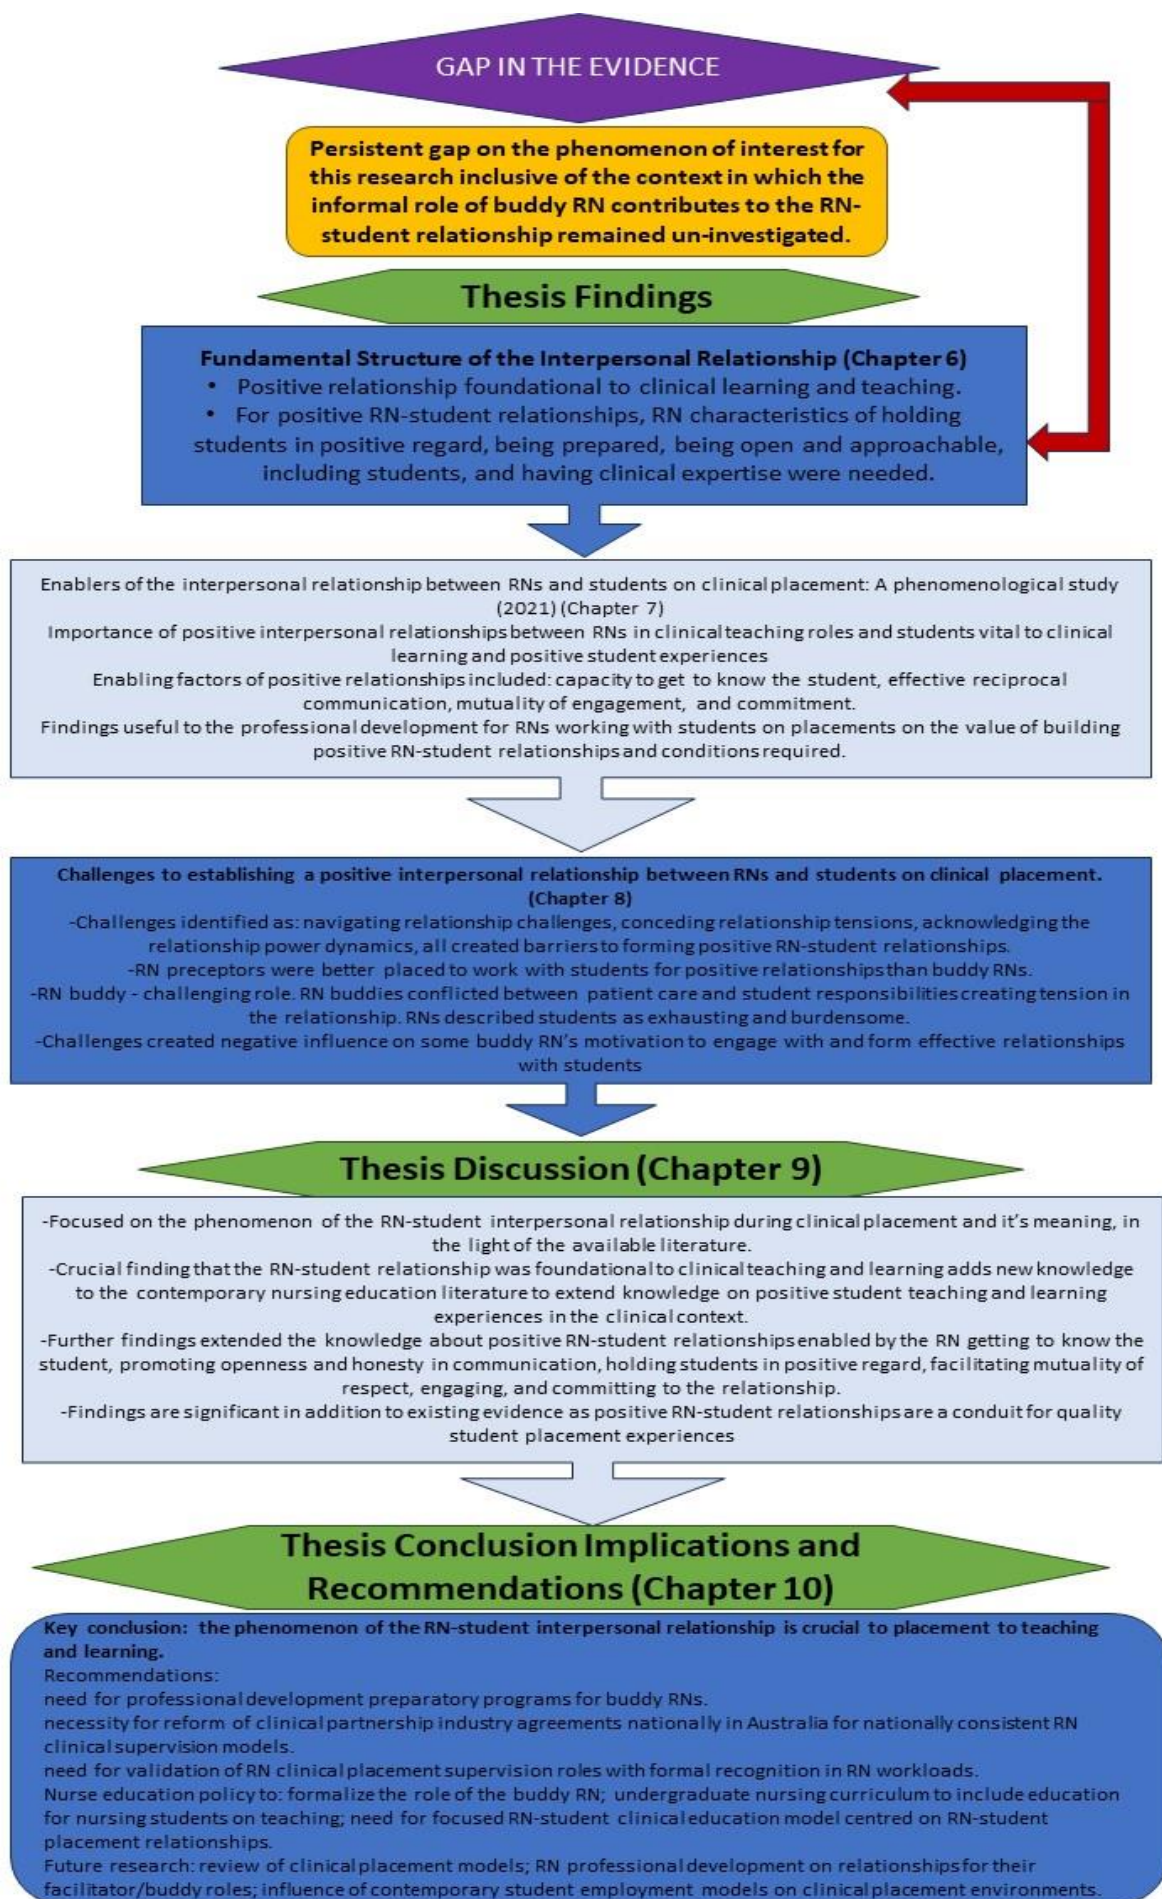 GAP IN THE EVIDENCE
Persistent gap on the phenomenon of interest for
this research inclusive of the context in which the
informal role of buddy RN contributes to the RN-
student relationship remained un-investigated.
Thesis Findings
Fundamental Structure of the Interpersonal Relationship (Chapter 6)
• Positive relationship foundational to clinical learning and teaching.
• For positive RN-student relationships, RN characteristics of holding
students in positive regard, being prepared, being open and approachable,
including students, and having clinical expertise were needed.
Enablers of the interpersonal relationship between RNs and students on clinical placement: A phenomenological study
(2021) (Chapter 7)
Importance of positive interpersonal relationships between RNs in clinical teaching roles and students vital to clinical
learning and positive student experiences
Enabling factors of positive relationships included: capacity to get to know the student, effective reciprocal
communication, mutuality of engagement, and commitment.
Findings useful to the professional development for RNs working with students on placements on the value of building
positive RN-student relationships and conditions required.
Challenges to establishing a positive interpersonal relationship between RNs and students on clinical placement.
(Chapter 8)
-Challenges identified as: navigating relationship challenges, conceding relationship tensions, acknowledging the
relationship power dynamics, all created barriers to forming positive RN-student relationships.
-RN preceptors were better placed to work with students for positive relationships than buddy RNs.
-RN buddy - challenging role. RN buddies conflicted between patient care and student responsibilities creating tension in
the relationship. RNs described students as exhausting and burdensome.
-Challenges created negative influence on some buddy RN's motivation to engage with and form effective relationships
with students
Thesis Discussion (Chapter 9)
-Focused on the phenomenon of the RN-student interpersonal relationship during clinical placement and it's meaning, in
the light of the available literature.
-Crucial finding that the RN-student relationship was foundational to clinical teaching and learning adds new knowledge
to the contemporary nursing education literature to extend knowledge on positive student teaching and learning
experiences in the clinical context.
-Further findings extended the knowledge about positive RN-student relationships enabled by the RN getting to know the
student, promoting openness and honesty in communication, holding students in positive regard, facilitating mutuality of
respect, engaging, and committing to the relationship.
-Findings are significant in addition to existing evidence as positive RN-student relationships are a conduit for quality
student placement experiences
Thesis Conclusion Implications and
Recommendations (Chapter 10)
Key conclusion: the phenomenon of the RN-student interpersonal relationship is crucial to placement to teaching
and learning.
Recommendations:
need for professional development preparatory programs for buddy RNs.
necessity for reform of clinical partnership industry agreements nationally in Australia for nationally consistent RN
clinical supervision models.
need for validation of RN clinical placement supervision roles with formal recognition in RN workloads.
Nurse education policy to: formalize the role of the buddy RN; undergraduate nursing curriculum to include education
for nursing students on teaching; need for focused RN-student clinical education model centred on RN-student
placement relationships.
Future research: review of clinical placement models; RN professional development on relationships for their
facilitator/buddy roles; influence of contemporary student employment models on clinical placement environments.